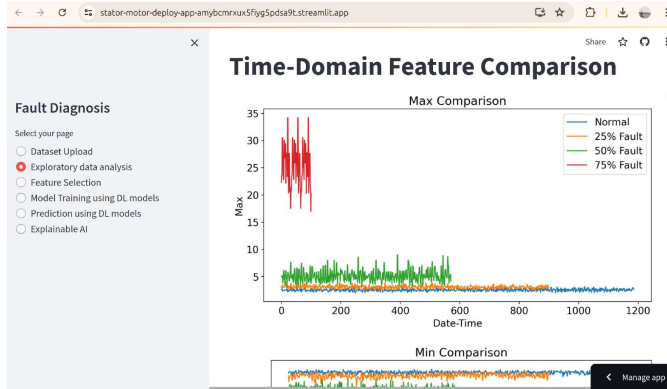 stator-motor-deploy-app-amybcmrxux5fiyg5pdsa9t.streamlit.app
Share
Time-Domain Feature Comparison
Fault Diagnosis
Select your page
Dataset Upload
Exploratory data analysis
Feature Selection
Model Training using DL models
Prediction using DL models
Explainable AI
Max Comparison
Normal
25% Fault
50% Fault
75% Fault
35
30
25
20
15
10
5
Max
0 200 400 600 800 1000 1200
Date-Time
Min Comparison
Manage app